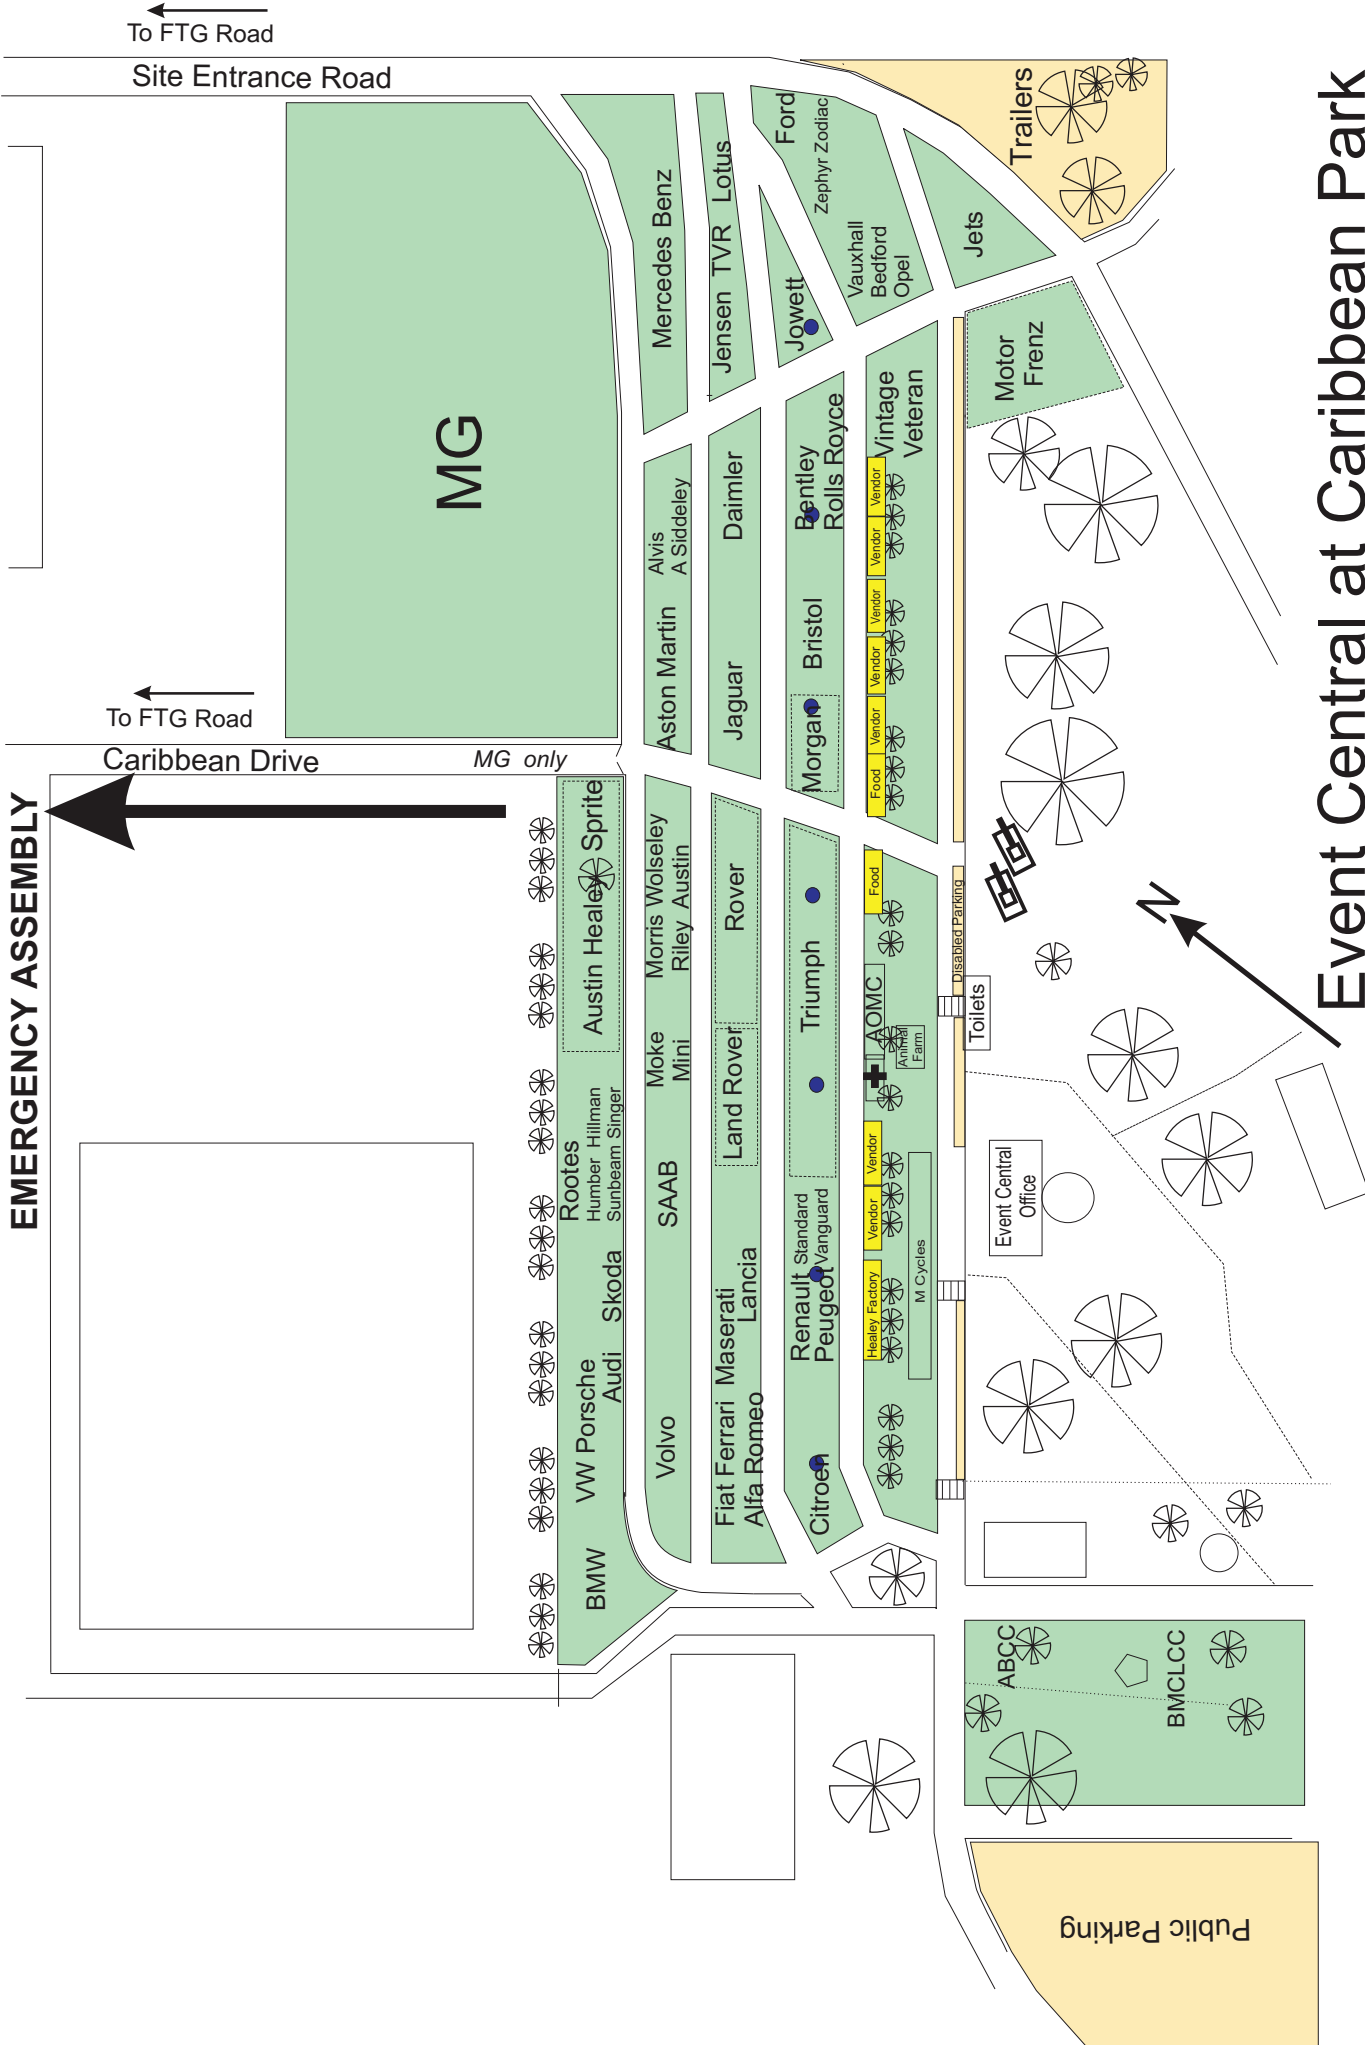 To FTG Road
Site Entrance Road
Trailers
Ford
Zephyr Zodiac
Vauxhall
Bedford
Opel
Jets
Mercedes Benz
Jensen TVR Lotus
Jowett
Motor
Frenz
MG
Alvis
A Siddeley
Aston Martin
Daimler
Jaguar
Bentley
Rolls Royce
Bristol
Morgan
Vintage
Veteran
Vendor
Vendor
Vendor
Vendor
Vendor
Food
To FTG Road
Caribbean Drive
MG only
EMERGENCY ASSEMBLY
Austin Healey Sprite
Morris Wolseley
Riley Austin
Rover
Triumph
Food
Disabled Parking
Toilets
AOMC
Animal
Farm
Moke
Mini
Land Rover
Rootes
Humber Hillman
Sunbeam Singer
SAAB
Standard
Vanguard
Renault
Peugeot
Vendor
Vendor
Healey Factory
M Cycles
Event Central
Office
Skoda
VW Porsche
Audi
Volvo
Fiat Ferrari Maserati
Alfa Romeo
Lancia
Citroen
BMW
N
ABCC
BMCLCC
Public Parking
Event Central at Caribbean Park